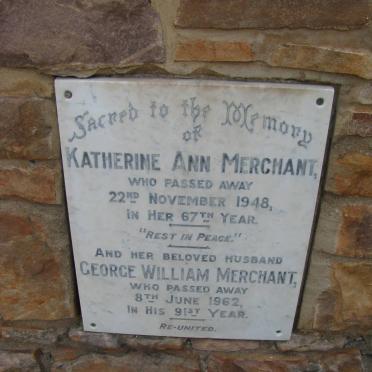 Sacred to the Memory
of
KATHERINE ANN MERCHANT,
WHO PASSED AWAY
22ND NOVEMBER 1948,
IN HER 67TH YEAR.
"REST IN PEACE."
AND HER BELOVED HUSBAND
GEORGE WILLIAM MERCHANT,
WHO PASSED AWAY
8TH JUNE 1962,
IN HIS 91ST YEAR.
RE-UNITED.